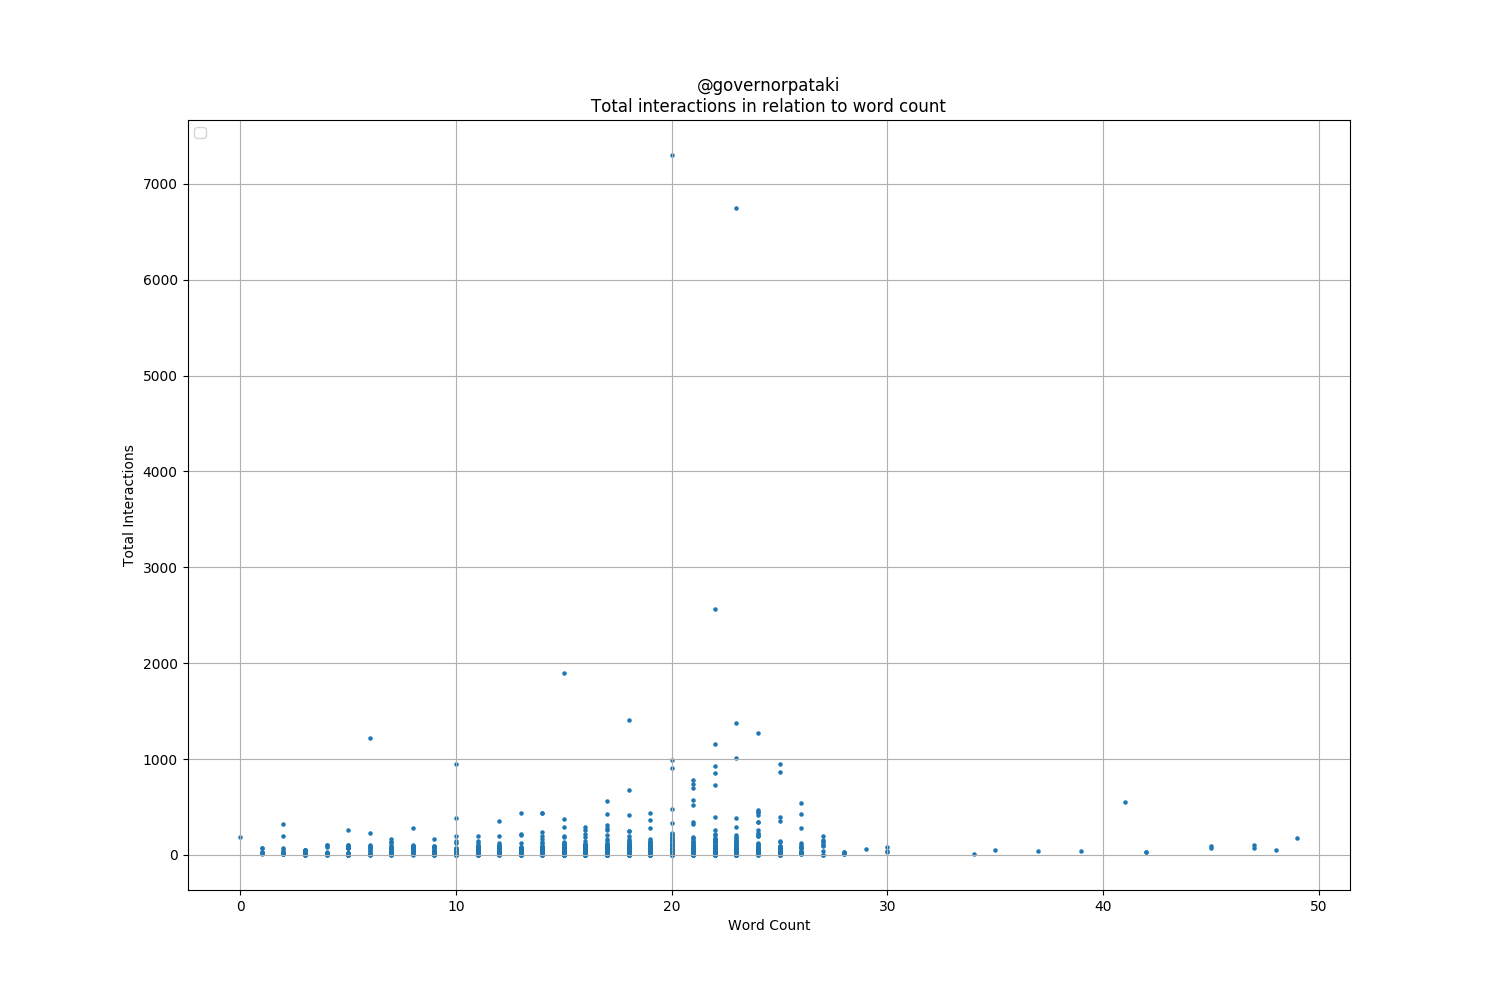 @governorpataki
Total interactions in relation to word count
7000
6000
5000
4000
3000
2000
1000
0
Total Interactions
0 10 20 30 40 50
Word Count